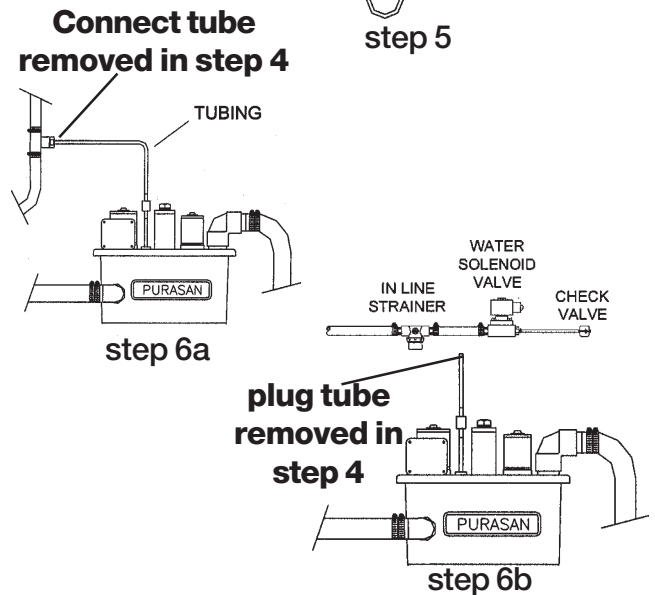 step 5
Connect tube
removed in step 4
TUBING
PURASAN
step 6a
WATER
SOLENOID
VALVE
IN LINE
STRAINER
CHECK
VALVE
plug tube
removed in
step 4
PURASAN
step 6b